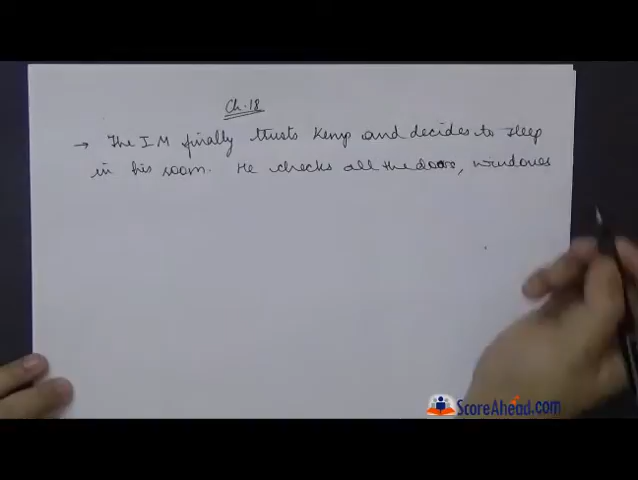 Ch. 18
→ The IM finally trusts Kemp and decides to sleep
in his room. He checks all the doors, windows
ScoreAhead.com